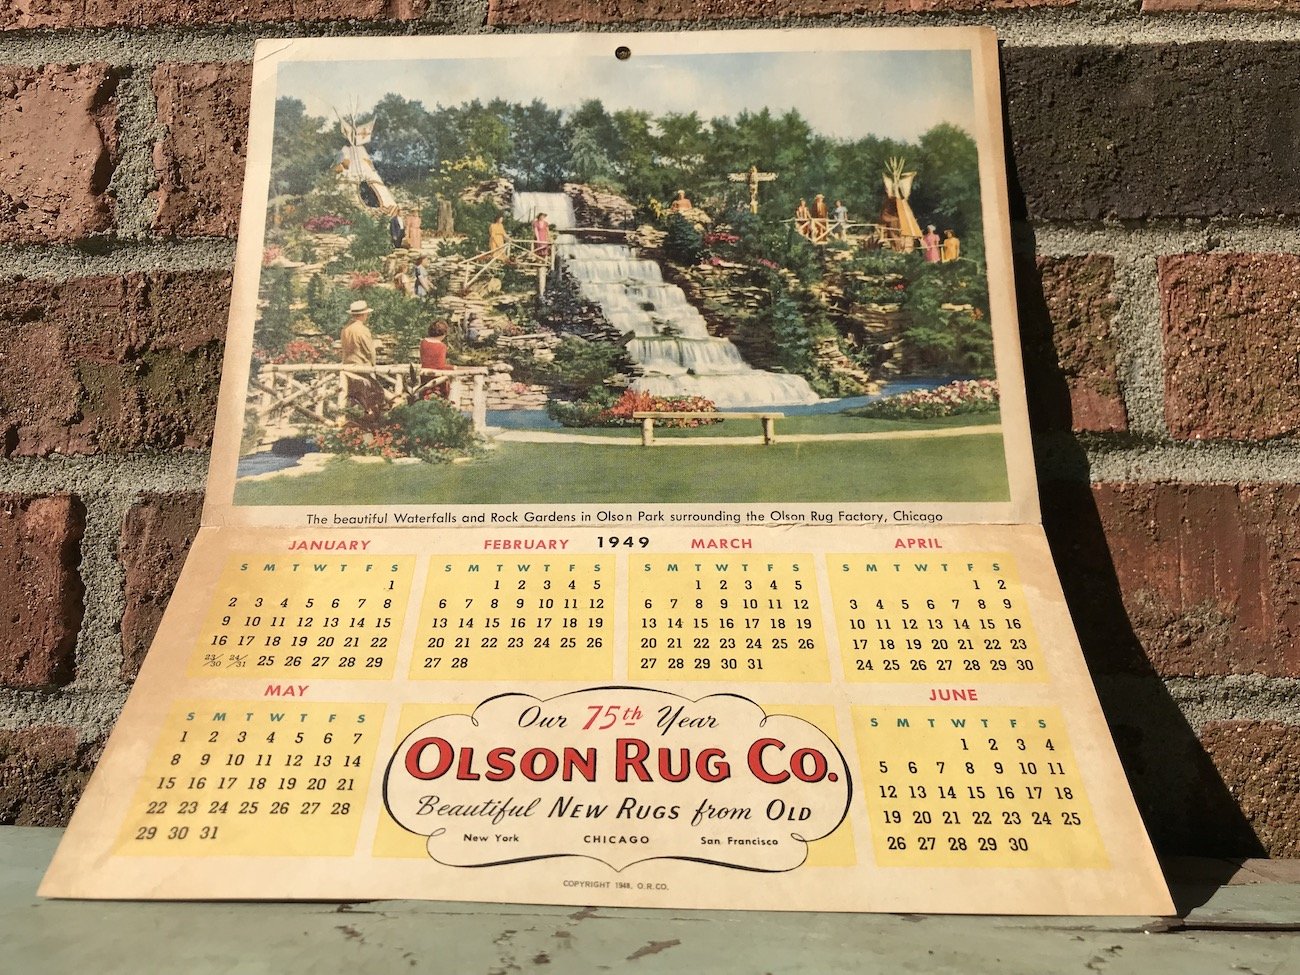 The beautiful Waterfalls and Rock Gardens in Olson Park surrounding the Olson Rug Factory, Chicago
1949
JANUARY
S M T W T F S
1
2 3 4 5 6 7 8
9 10 11 12 13 14 15
16 17 18 19 20 21 22
23/30 24/31 25 26 27 28 29
FEBRUARY
S M T W T F S
1 2 3 4 5
6 7 8 9 10 11 12
13 14 15 16 17 18 19
20 21 22 23 24 25 26
27 28
MARCH
S M T W T F S
1 2 3 4 5
6 7 8 9 10 11 12
13 14 15 16 17 18 19
20 21 22 23 24 25 26
27 28 29 30 31
APRIL
S M T W T F S
1 2
3 4 5 6 7 8 9
10 11 12 13 14 15 16
17 18 19 20 21 22 23
24 25 26 27 28 29 30
MAY
S M T W T F S
1 2 3 4 5 6 7
8 9 10 11 12 13 14
15 16 17 18 19 20 21
22 23 24 25 26 27 28
29 30 31
Our 75th Year
OLSON RUG CO.
Beautiful NEW RUGS from OLD
New York CHICAGO San Francisco
JUNE
S M T W T F S
1 2 3 4
5 6 7 8 9 10 11
12 13 14 15 16 17 18
19 20 21 22 23 24 25
26 27 28 29 30
COPYRIGHT 1948, O.R.CO.